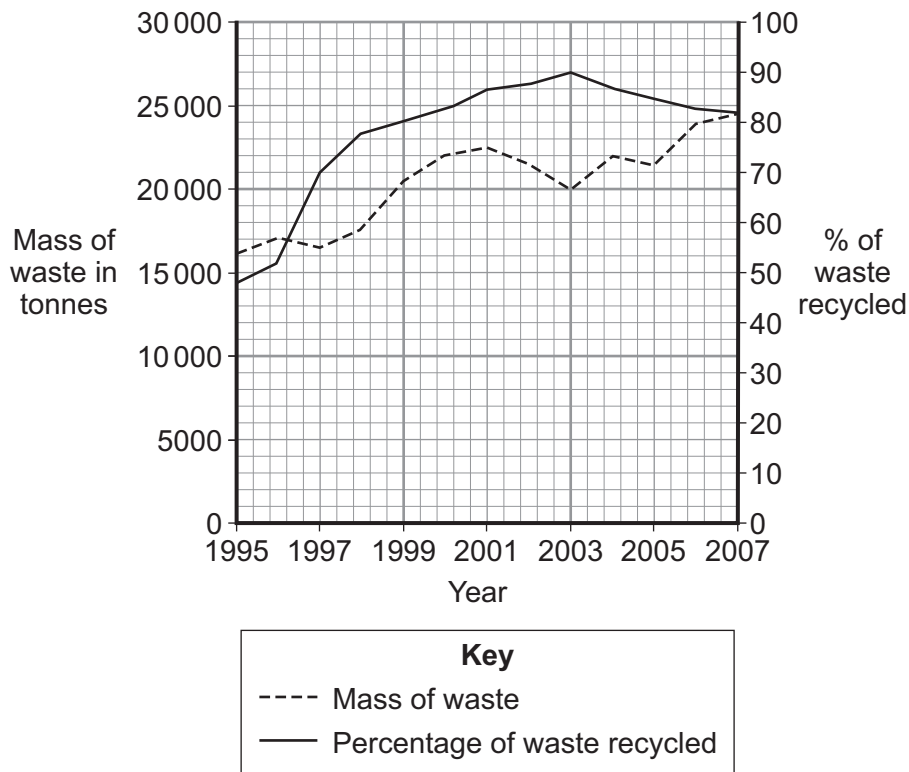 30 000
25 000
20 000
15 000
10 000
5000
0
Mass of
waste in
tonnes
100
90
80
70
60
50
40
30
20
10
0
% of
waste
recycled
1995 1997 1999 2001 2003 2005 2007
Year
Key
Mass of waste
Percentage of waste recycled